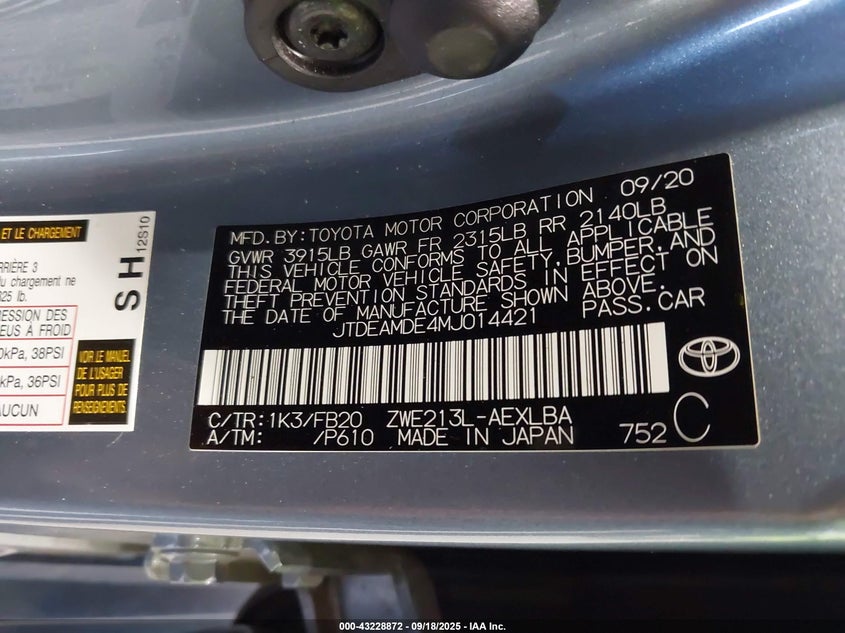 ET LE CHARGEMENT
RRIÈRE 3
du chargement ne
325 lb.
RESSION DES
EUS À FROID
0kPa, 38PSI
kPa, 36PSI
AUCUN
VOIR LE MANUEL
DE L'USAGER
POUR PLUS DE
RENSEIGNEMENTS
S H
12S10
MFD. BY: TOYOTA MOTOR CORPORATION 09/20
GVWR 3915LB GAWR FR 2315LB RR 2140LB
THIS VEHICLE CONFORMS TO ALL APPLICABLE
FEDERAL MOTOR VEHICLE SAFETY, BUMPER, AND
THEFT PREVENTION STANDARDS IN EFFECT ON
THE DATE OF MANUFACTURE SHOWN ABOVE.
JTDEAMDE4MJ014421 PASS. CAR
C/TR: 1K3/FB20 ZWE213L-AEXLBA
A/TM: /P610 MADE IN JAPAN 752 C
000-43228872 - 09/18/2025 - IAA Inc.